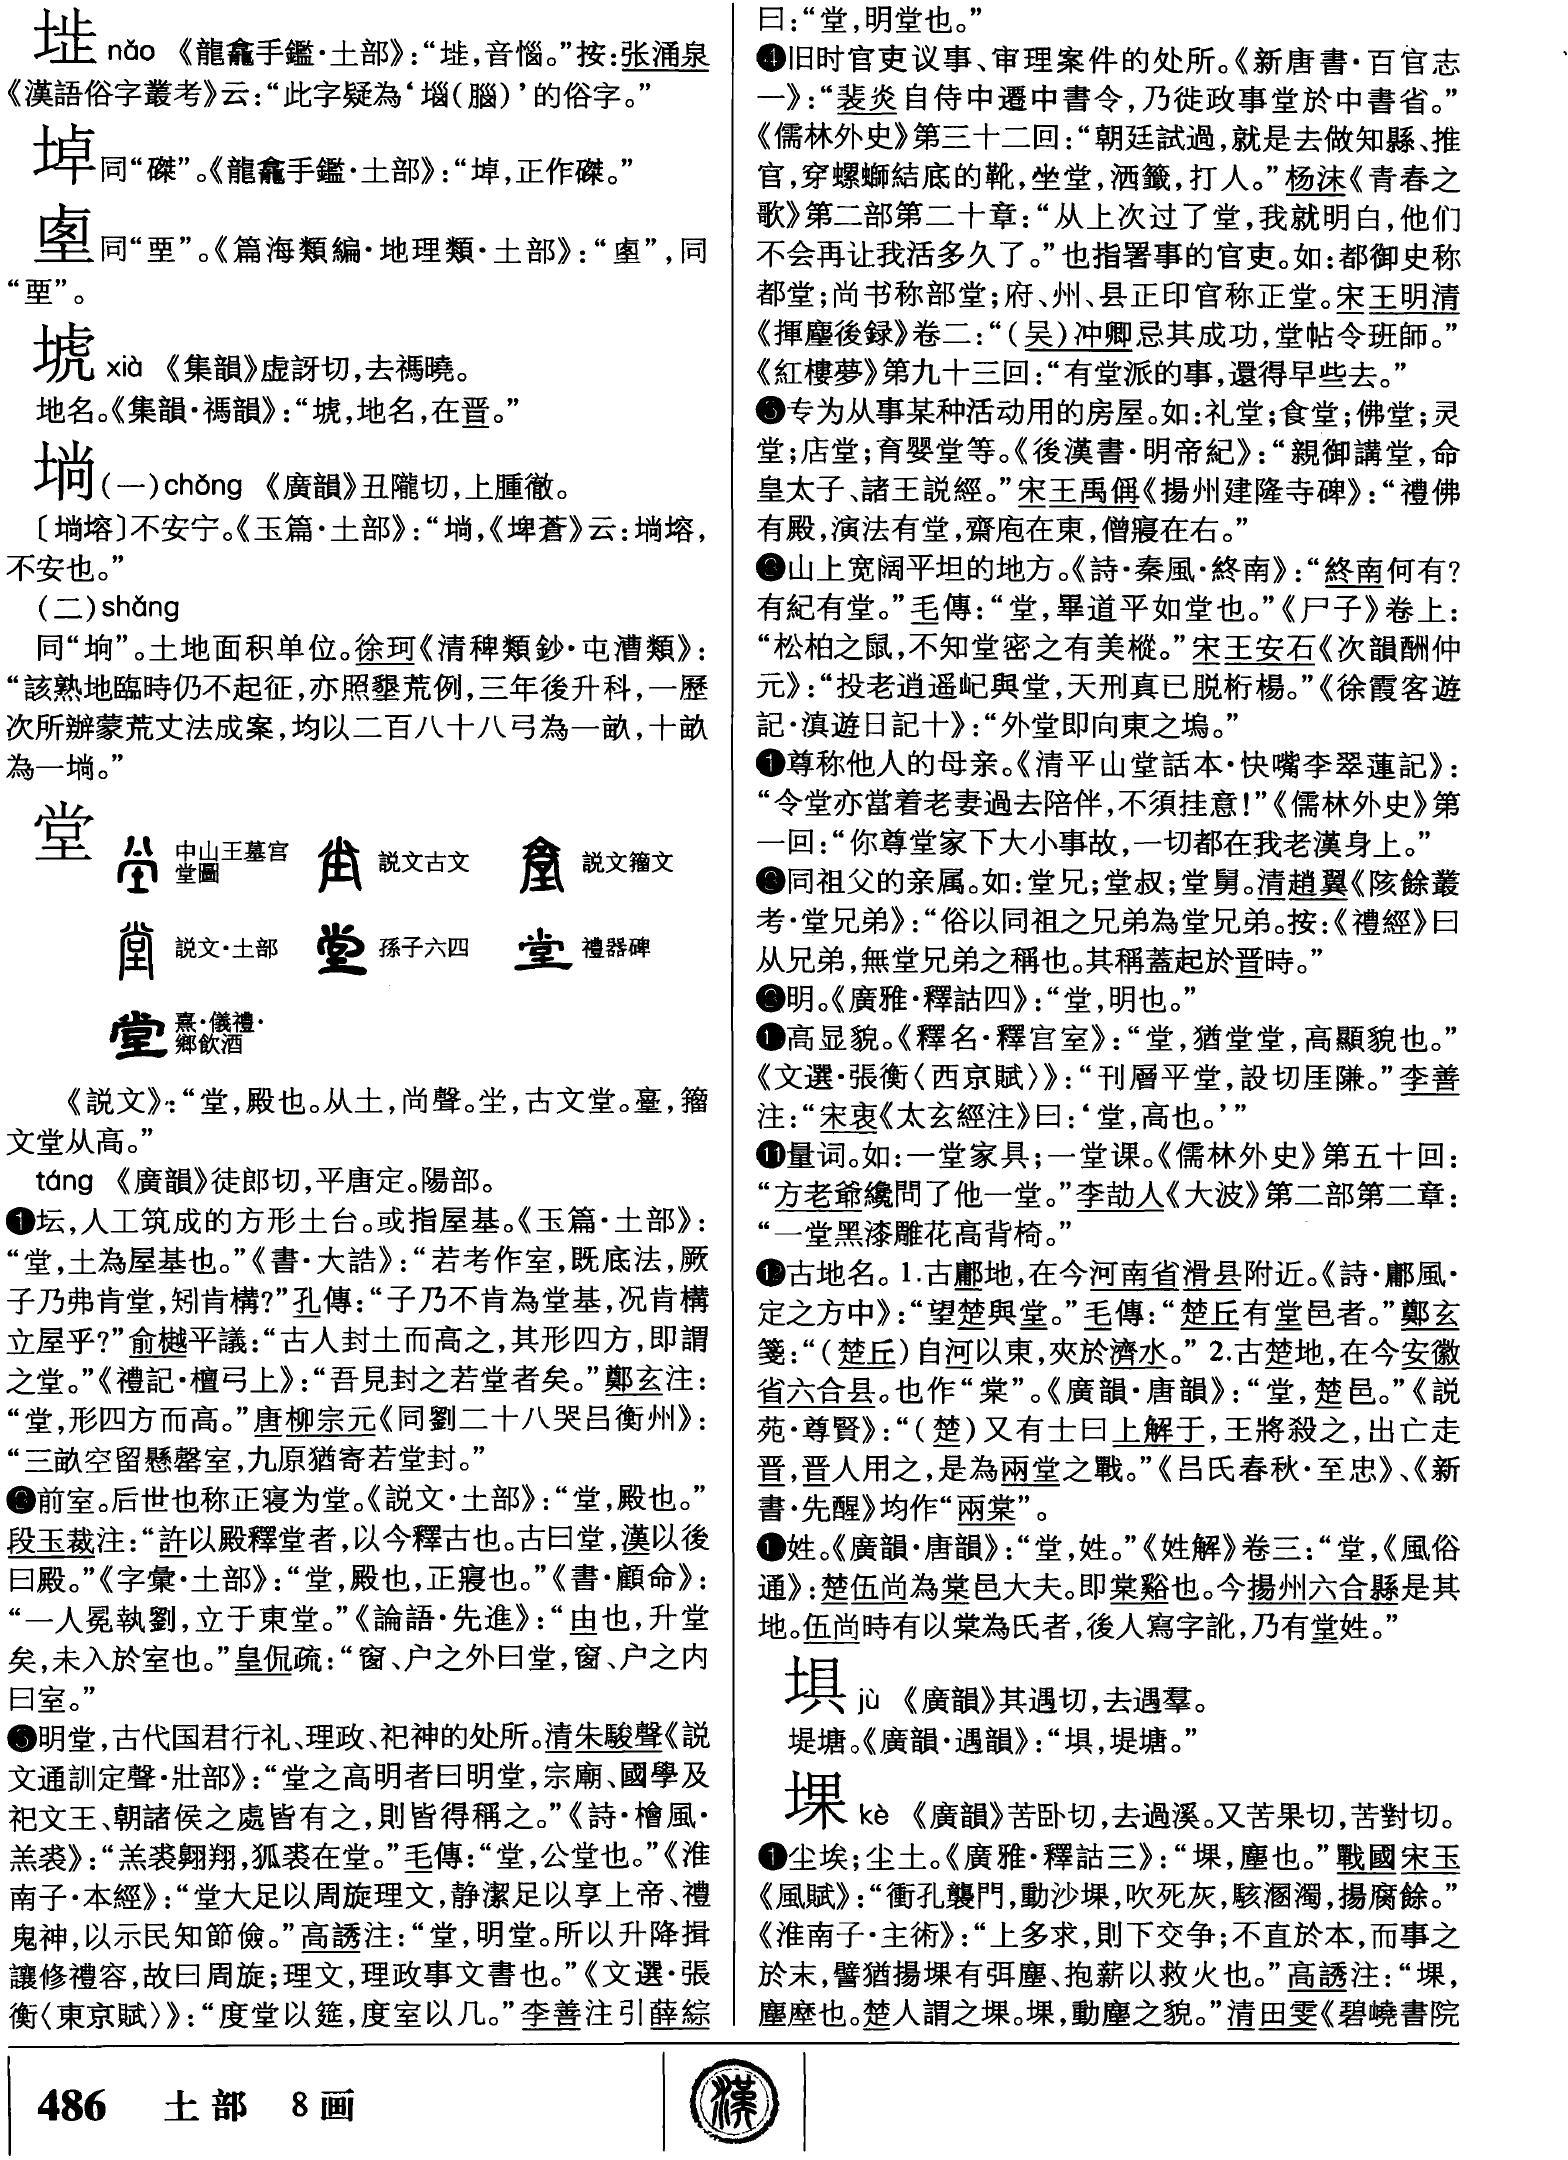 nǎo 《龍龕手鑑·土部》：“，音惱。”按：张涌泉
《漢語俗字叢考》云：“此字疑為‘堖（腦）’的俗字。”
埠同“磔”。《龍龕手鑑·土部》：“，正作磔。”
同“垔”。《篇海類編·地理類·土部》：“”，同
“垔”。
xià 《集韻》虚訝切，去禡曉。
地名。《集韻·禡韻》：“，地名，在晋。”
埫（一）chǒng 《廣韻》丑隴切，上腫徹。
〔埫塎〕不安宁。《玉篇·土部》：“埫，《埤蒼》云：埫塎，
不安也。”
（二）shǎng
同“垧”。土地面积单位。徐珂《清稗類鈔·屯漕類》：
“該熟地臨時仍不起征，亦照墾荒例，三年後升科，一歷
次所辦蒙荒丈法成案，均以二百八十八弓為一畝，十畝
為一埫。”
堂
中山王墓宫
堂圖 説文古文 説文籀文
説文·土部 孫子六四 禮器碑
熹·儀禮·
鄉飲酒
《説文》：“堂，殿也。从土，尚聲。坣，古文堂。，籀
文堂从高。”
táng 《廣韻》徒郎切，平唐定。陽部。
❶坛，人工筑成的方形土台。或指屋基。《玉篇·土部》：
“堂，土為屋基也。”《書·大誥》：“若考作室，既底法，厥
子乃弗肯堂，矧肯構？”孔傳：“子乃不肯為堂基，况肯構
立屋乎？”俞樾平議：“古人封土而高之，其形四方，即謂
之堂。”《禮記·檀弓上》：“吾見封之若堂者矣。”鄭玄注：
“堂，形四方而高。”唐柳宗元《同劉二十八哭吕衡州》：
“三畝空留懸罄室，九原猶寄若堂封。”
❷前室。后世也称正寝为堂。《説文·土部》：“堂，殿也。”
段玉裁注：“許以殿釋堂者，以今釋古也。古曰堂，漢以後
曰殿。”《字彙·土部》：“堂，殿也，正寢也。”《書·顧命》：
“一人冕執劉，立于東堂。”《論語·先進》：“由也，升堂
矣，未入於室也。”皇侃疏：“窗、户之外曰堂，窗、户之内
曰室。”
❸明堂，古代国君行礼、理政、祀神的处所。清朱駿聲《説
文通訓定聲·壯部》：“堂之高明者曰明堂，宗廟、國學及
祀文王、朝諸侯之處皆有之，則皆得稱之。”《詩·檜風·
羔裘》：“羔裘翱翔，狐裘在堂。”毛傳：“堂，公堂也。”《淮
南子·本經》：“堂大足以周旋理文，静潔足以享上帝、禮
鬼神，以示民知節儉。”高誘注：“堂，明堂。所以升降揖
讓修禮容，故曰周旋；理文，理政事文書也。”《文選·張
衡〈東京賦〉》：“度堂以筵，度室以几。”李善注引薛綜
曰：“堂，明堂也。”
❹旧时官吏议事、审理案件的处所。《新唐書·百官志
一》：“裴炎自侍中遷中書令，乃徙政事堂於中書省。”
《儒林外史》第三十二回：“朝廷試過，就是去做知縣、推
官，穿螺螄結底的靴，坐堂，洒籤，打人。”杨沫《青春之
歌》第二部第二十章：“从上次过了堂，我就明白，他们
不会再让我活多久了。”也指署事的官吏。如：都御史称
都堂；尚书称部堂；府、州、县正印官称正堂。宋王明清
《揮麈後録》卷二：“（吴）冲卿忌其成功，堂帖令班師。”
《紅樓夢》第九十三回：“有堂派的事，還得早些去。”
❺专为从事某种活动用的房屋。如：礼堂；食堂；佛堂；灵
堂；店堂；育婴堂等。《後漢書·明帝紀》：“親御講堂，命
皇太子、諸王説經。”宋王禹偁《揚州建隆寺碑》：“禮佛
有殿，演法有堂，齋庖在東，僧寢在右。”
❻山上宽阔平坦的地方。《詩·秦風·終南》：“終南何有？
有紀有堂。”毛傳：“堂，畢道平如堂也。”《尸子》卷上：
“松柏之鼠，不知堂密之有美樅。”宋王安石《次韻酬仲
元》：“投老逍遥屺與堂，天刑真已脱桁楊。”《徐霞客遊
記·滇遊日記十》：“外堂即向東之塢。”
❼尊称他人的母亲。《清平山堂話本·快嘴李翠蓮記》：
“令堂亦當着老妻過去陪伴，不須挂意！”《儒林外史》第
一回：“你尊堂家下大小事故，一切都在我老漢身上。”
❽同祖父的亲属。如：堂兄；堂叔；堂舅。清趙翼《陔餘叢
考·堂兄弟》：“俗以同祖之兄弟為堂兄弟。按：《禮經》曰
从兄弟，無堂兄弟之稱也。其稱蓋起於晋時。”
❾明。《廣雅·釋詁四》：“堂，明也。”
❿高显貌。《釋名·釋宫室》：“堂，猶堂堂，高顯貌也。”
《文選·張衡〈西京賦〉》：“刊層平堂，設切厓隒。”李善
注：“宋衷《太玄經注》曰：‘堂，高也。’”
⓫量词。如：一堂家具；一堂课。《儒林外史》第五十回：
“方老爺纔問了他一堂。”李劼人《大波》第二部第二章：
“一堂黑漆雕花高背椅。”
⓬古地名。1.古鄘地，在今河南省滑县附近。《詩·鄘風·
定之方中》：“望楚與堂。”毛傳：“楚丘有堂邑者。”鄭玄
箋：“（楚丘）自河以東，夾於濟水。”2.古楚地，在今安徽
省六合县。也作“棠”。《廣韻·唐韻》：“堂，楚邑。”《説
苑·尊賢》：“（楚）又有士曰上解于，王將殺之，出亡走
晋，晋人用之，是為兩堂之戰。”《吕氏春秋·至忠》、《新
書·先醒》均作“兩棠”。
⓭姓。《廣韻·唐韻》：“堂，姓。”《姓解》卷三：“堂，《風俗
通》：楚伍尚為棠邑大夫。即棠谿也。今揚州六合縣是其
地。伍尚時有以棠為氏者，後人寫字訛，乃有堂姓。”
埧 jù 《廣韻》其遇切，去遇羣。
堤塘。《廣韻·遇韻》：“埧，堤塘。”
堁 kè 《廣韻》苦卧切，去過溪。又苦果切，苦對切。
❶尘埃；尘土。《廣雅·釋詁三》：“堁，塵也。”戰國宋玉
《風賦》：“衝孔襲門，動沙堁，吹死灰，駭溷濁，揚腐餘。”
《淮南子·主術》：“上多求，則下交争；不直於本，而事之
於末，譬猶揚堁有弭塵、抱薪以救火也。”高誘注：“堁，
塵塺也。楚人謂之堁。堁，動塵之貌。”清田雯《碧嶢書院
486 土部 8画
漢